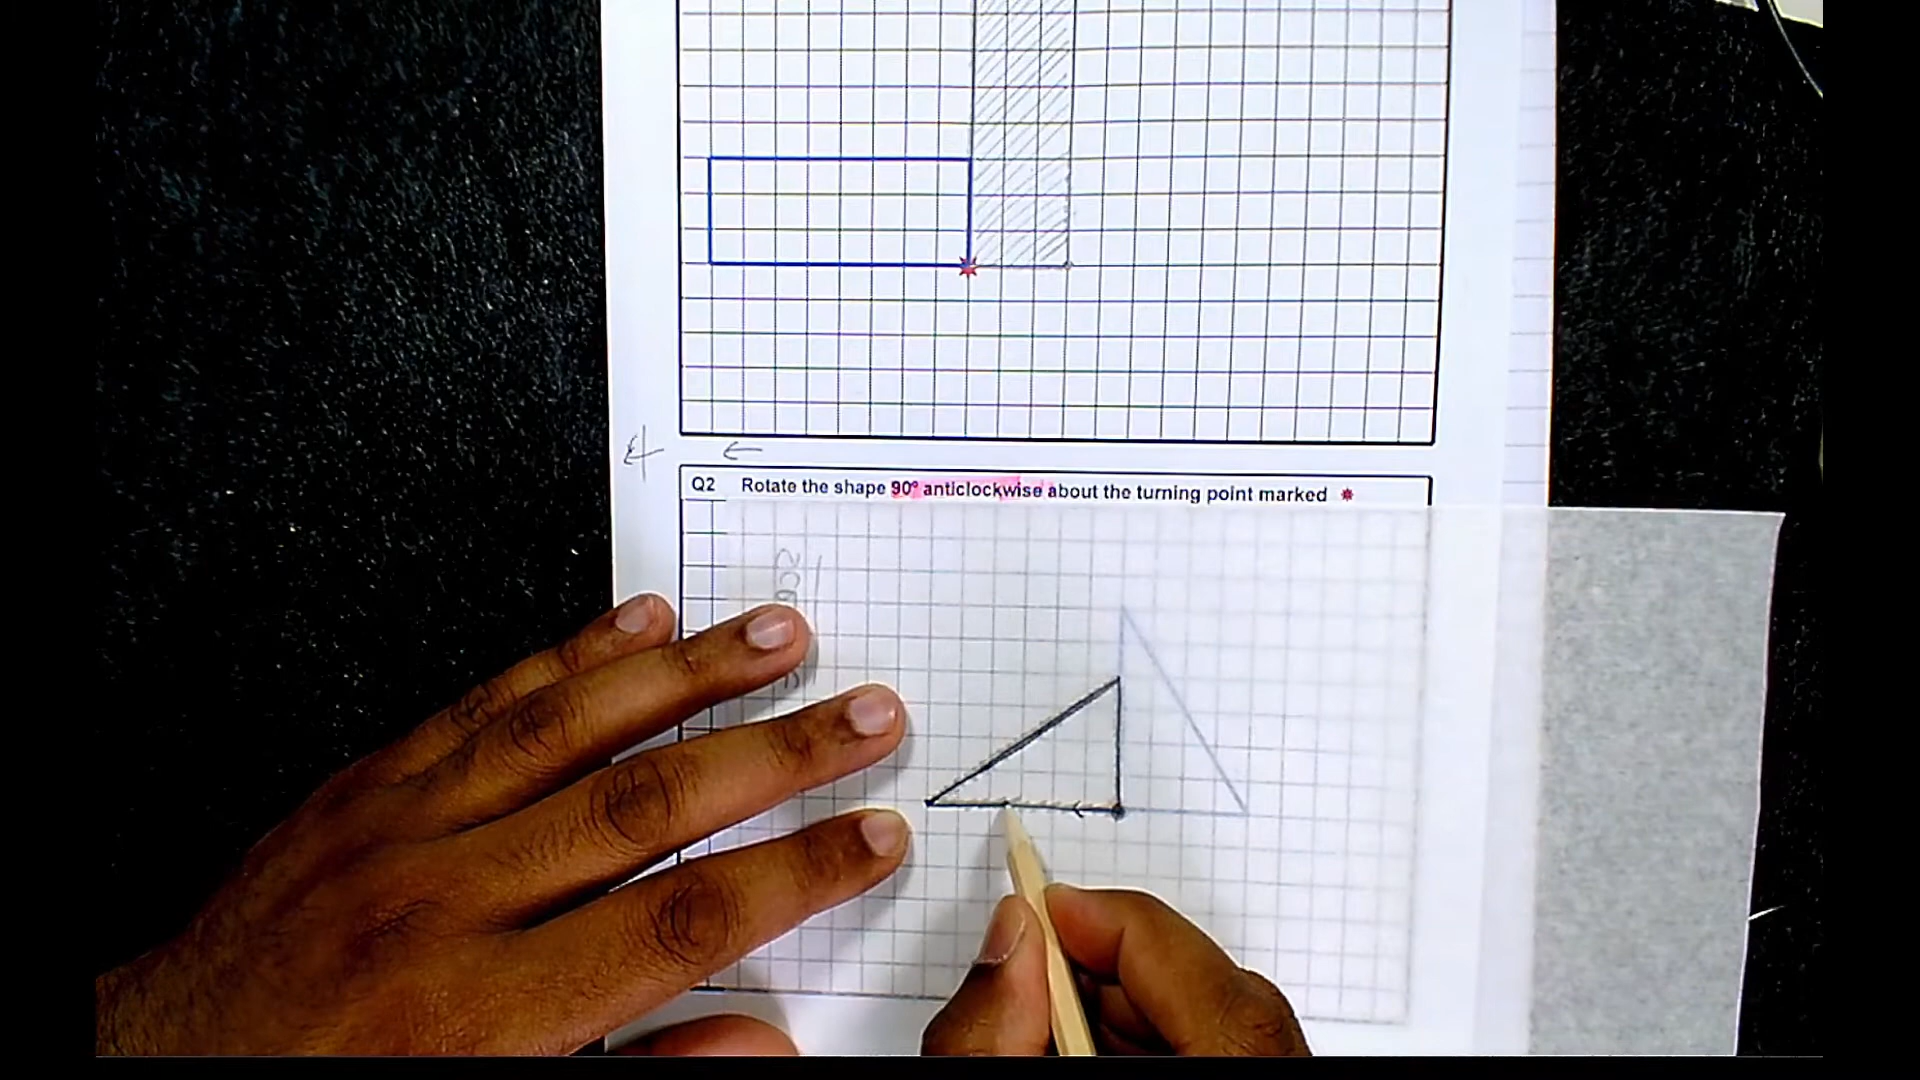 Q2 Rotate the shape 90° anticlockwise about the turning point marked